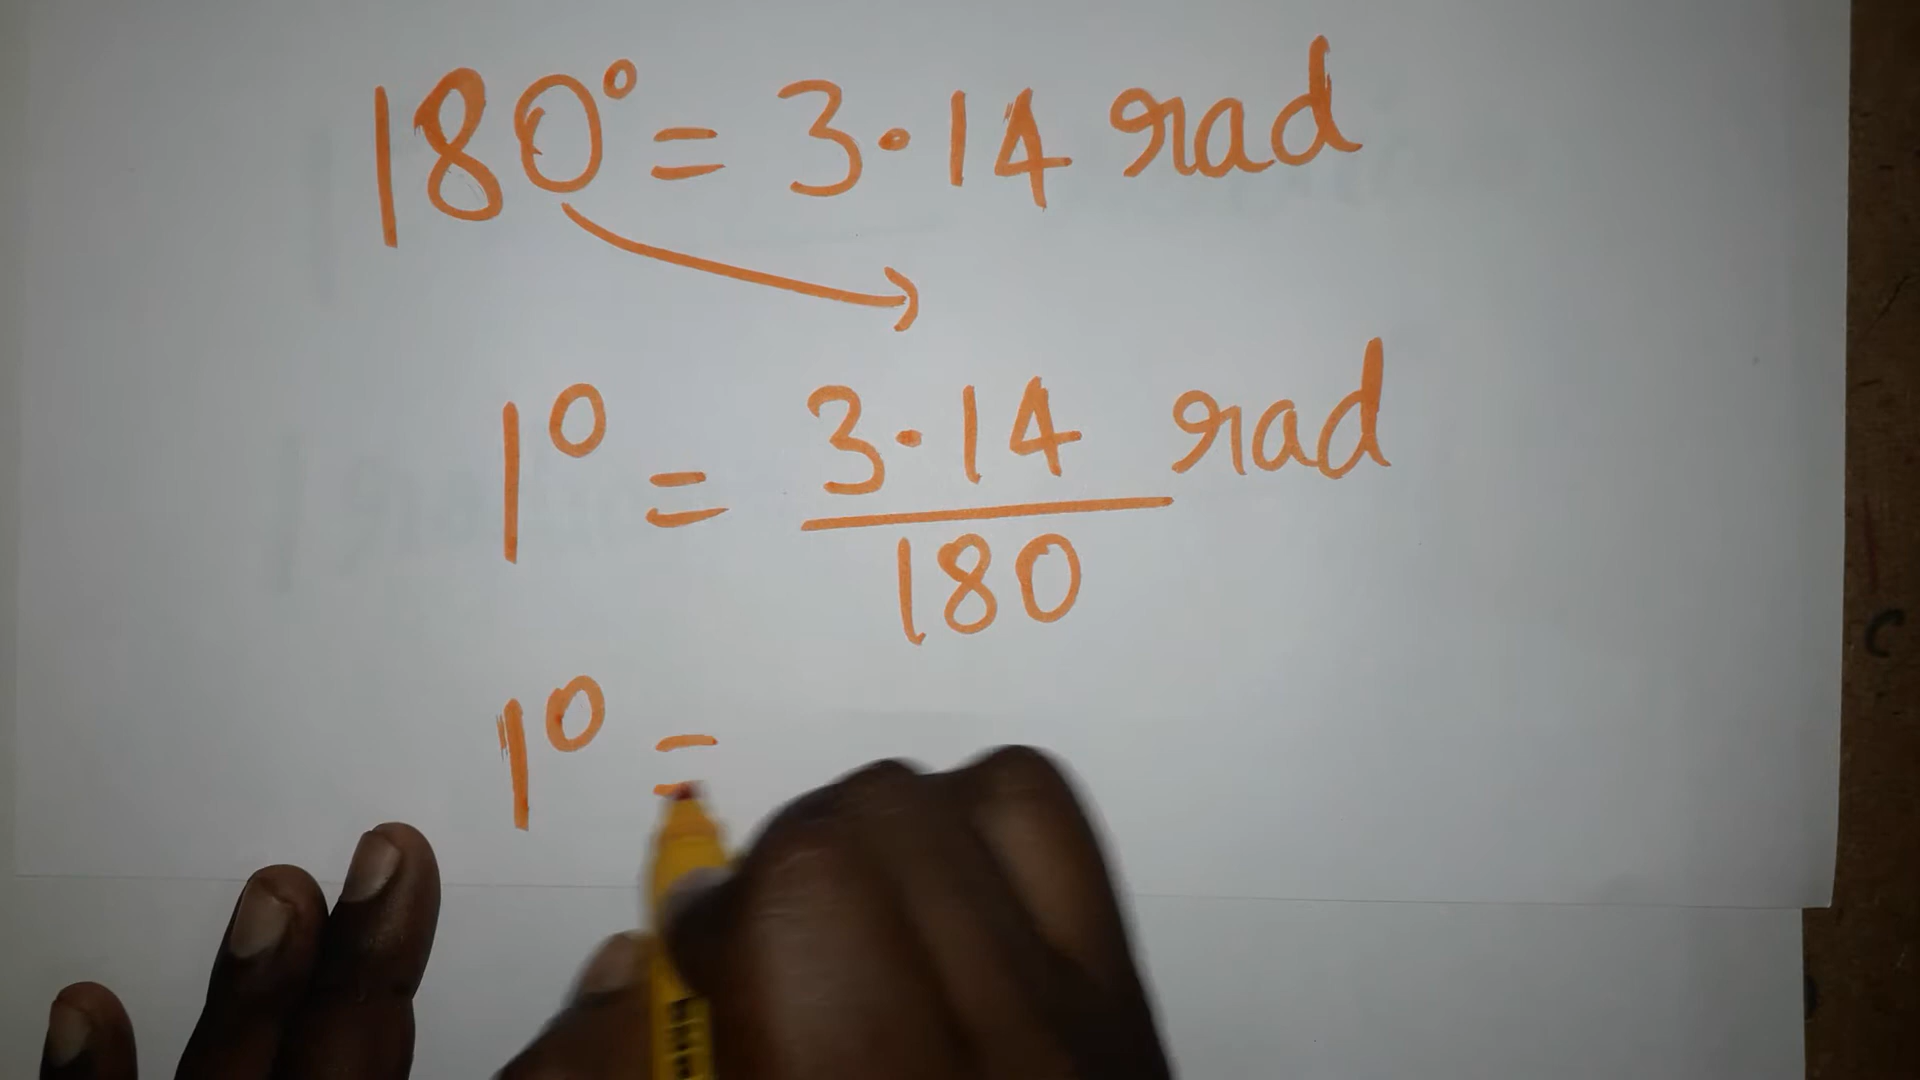 180° = 3.14 rad
1° = 3.14 rad
180
1° =